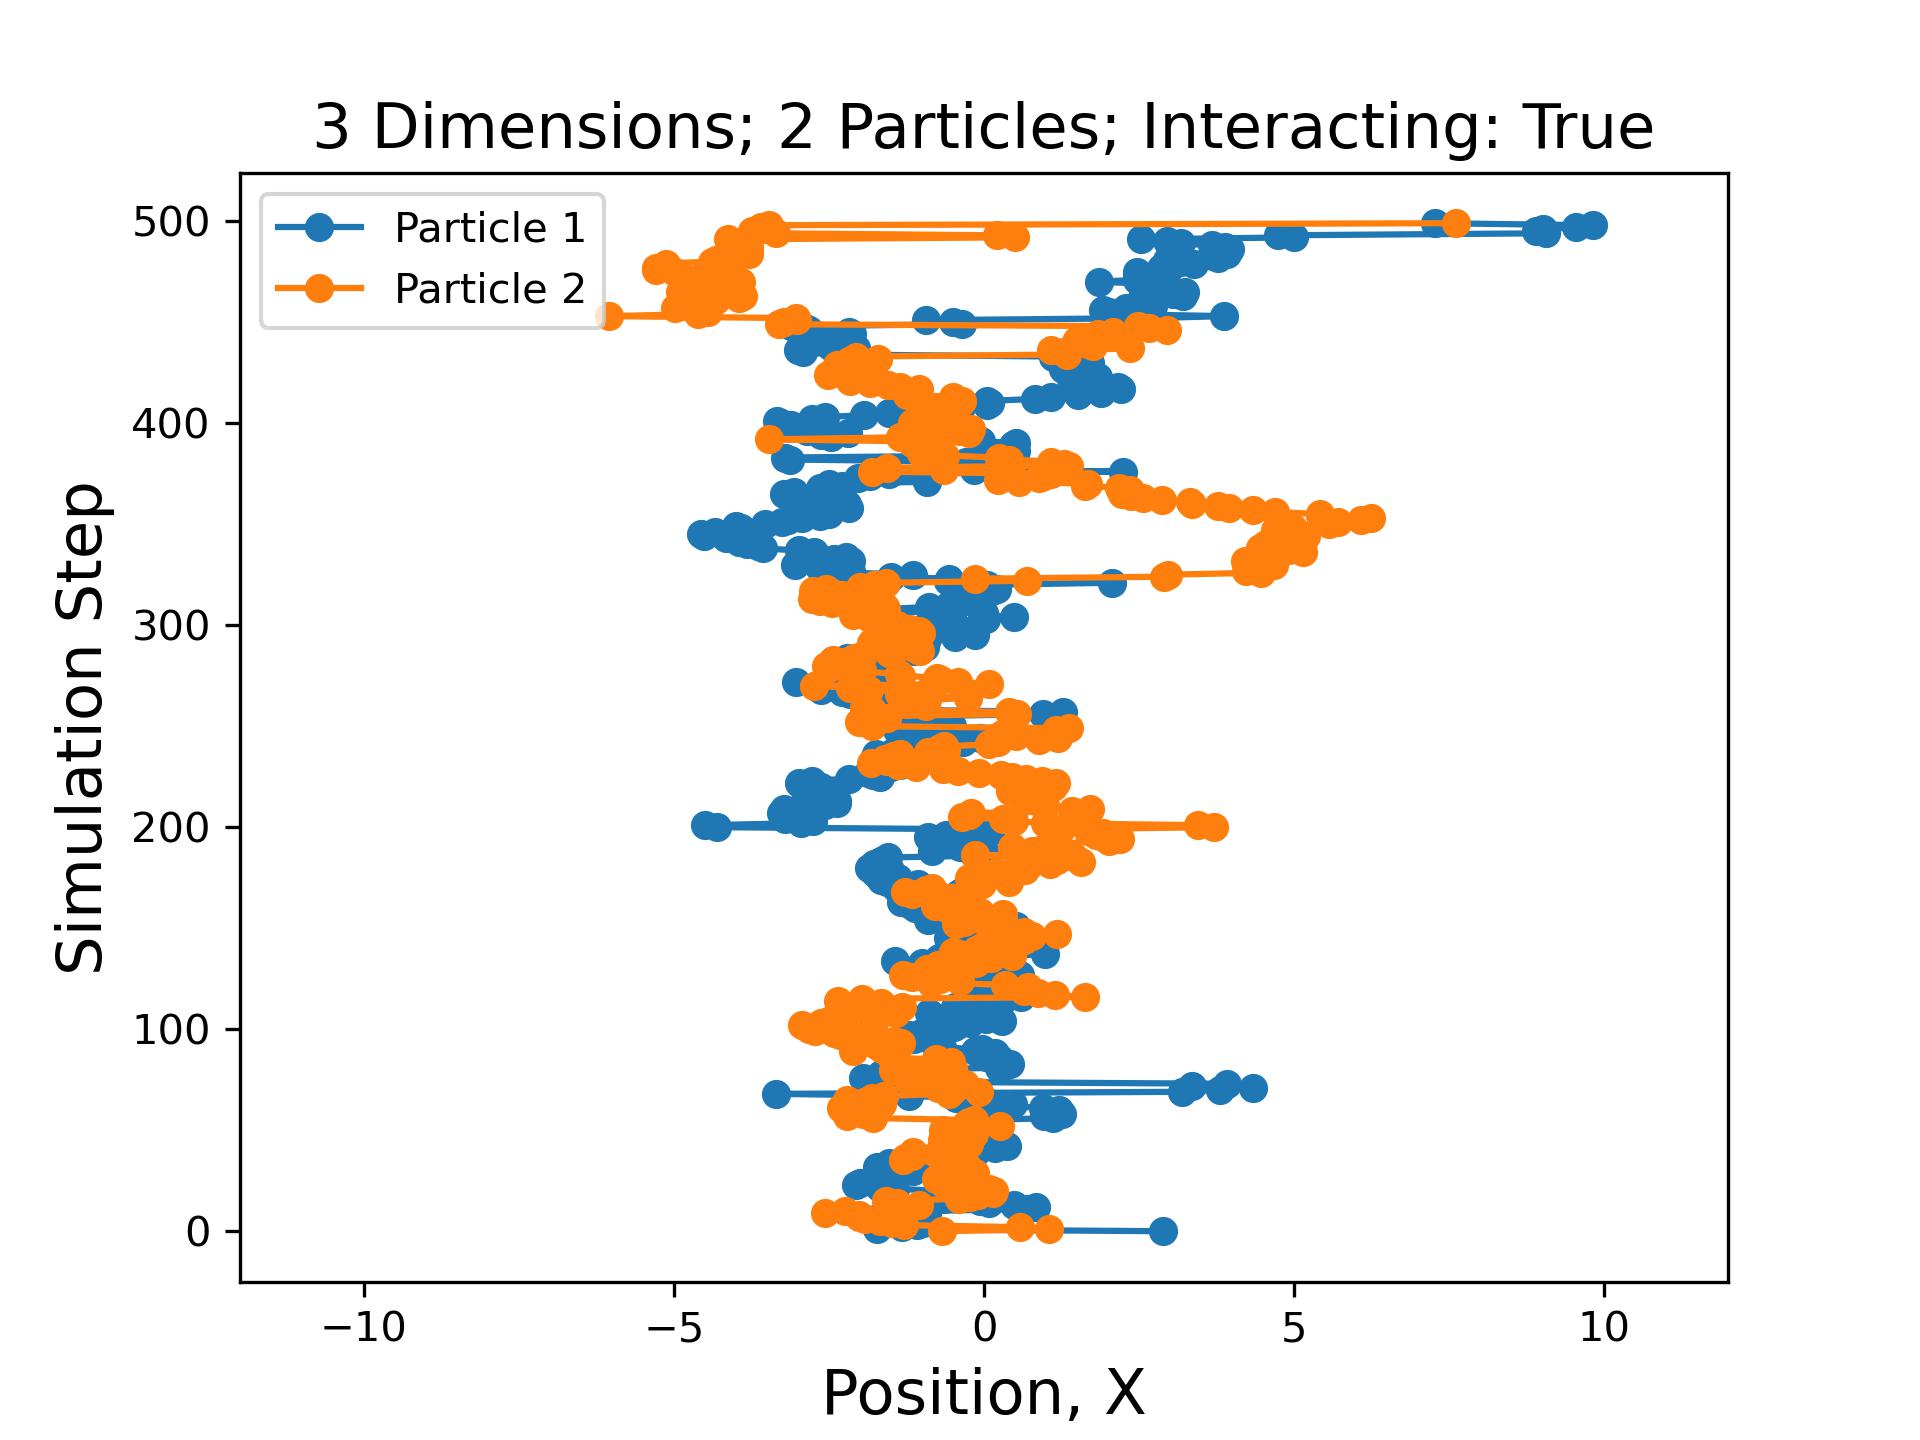 3 Dimensions; 2 Particles; Interacting: True
Particle 1
Particle 2
Simulation Step
500
400
300
200
100
0
−10
−5
0
5
10
Position, X